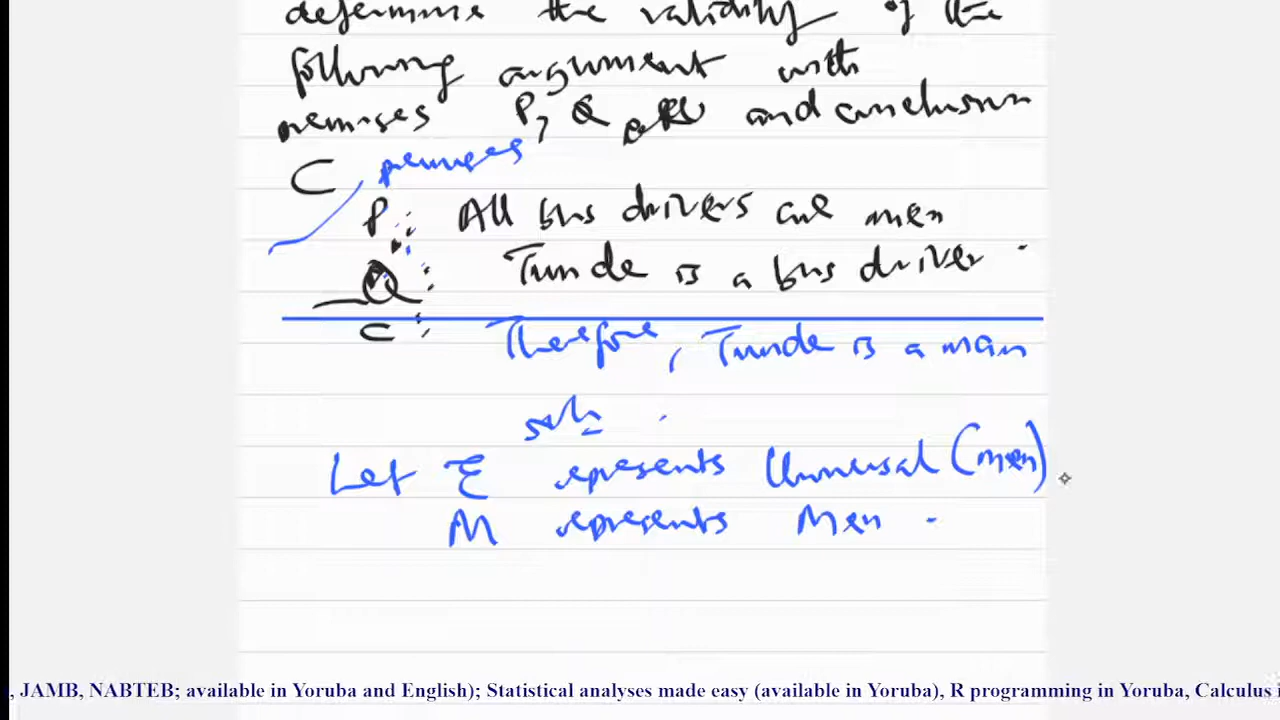 determine the validity of the
following argument with
premises P, Q and conclusion
C premises
P : All bus drivers are men
Q : Tunde is a bus driver .
C : Therefore, Tunde is a man
soln .
Let ℰ represents Universal (men)
M represents Men .
, JAMB, NABTEB; available in Yoruba and English); Statistical analyses made easy (available in Yoruba), R programming in Yoruba, Calculus i